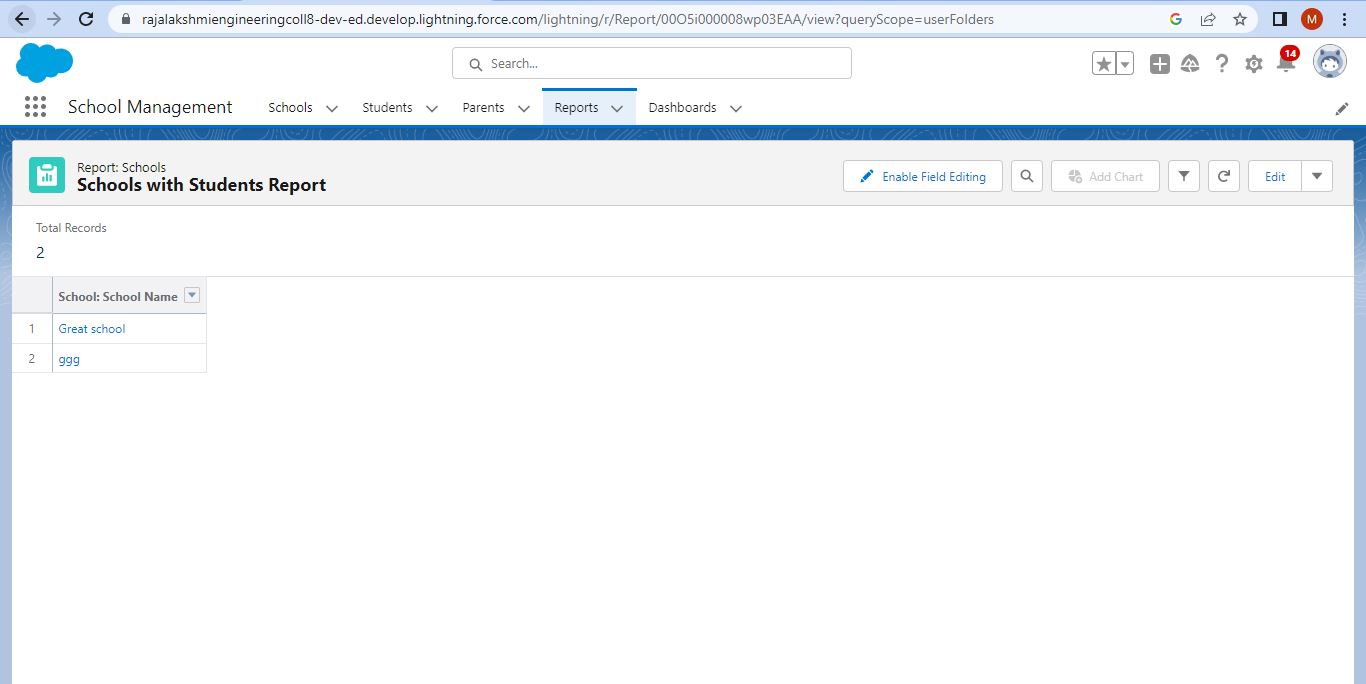 rajalakshmiengineeringcoll8-dev-ed.develop.lightning.force.com/lightning/r/Report/00O5i000008wp03EAA/view?queryScope=userFolders
M
Search...
14
School Management Schools Students Parents Reports Dashboards
Report: Schools
Schools with Students Report
Enable Field Editing Add Chart Edit
Total Records
2
School: School Name
1 Great school
2 ggg